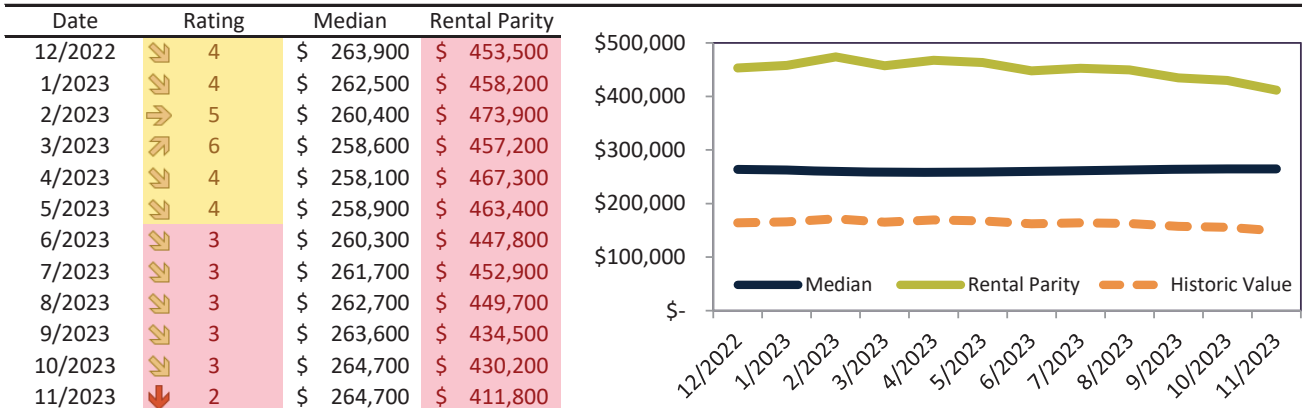 Date Rating Median Rental Parity
12/2022 4 $ 263,900 $ 453,500
1/2023 4 $ 262,500 $ 458,200
2/2023 5 $ 260,400 $ 473,900
3/2023 6 $ 258,600 $ 457,200
4/2023 4 $ 258,100 $ 467,300
5/2023 4 $ 258,900 $ 463,400
6/2023 3 $ 260,300 $ 447,800
7/2023 3 $ 261,700 $ 452,900
8/2023 3 $ 262,700 $ 449,700
9/2023 3 $ 263,600 $ 434,500
10/2023 3 $ 264,700 $ 430,200
11/2023 2 $ 264,700 $ 411,800
$500,000
$400,000
$300,000
$200,000
$100,000
$-
Median Rental Parity Historic Value
12/2022 1/2023 2/2023 3/2023 4/2023 5/2023 6/2023 7/2023 8/2023 9/2023 10/2023 11/2023